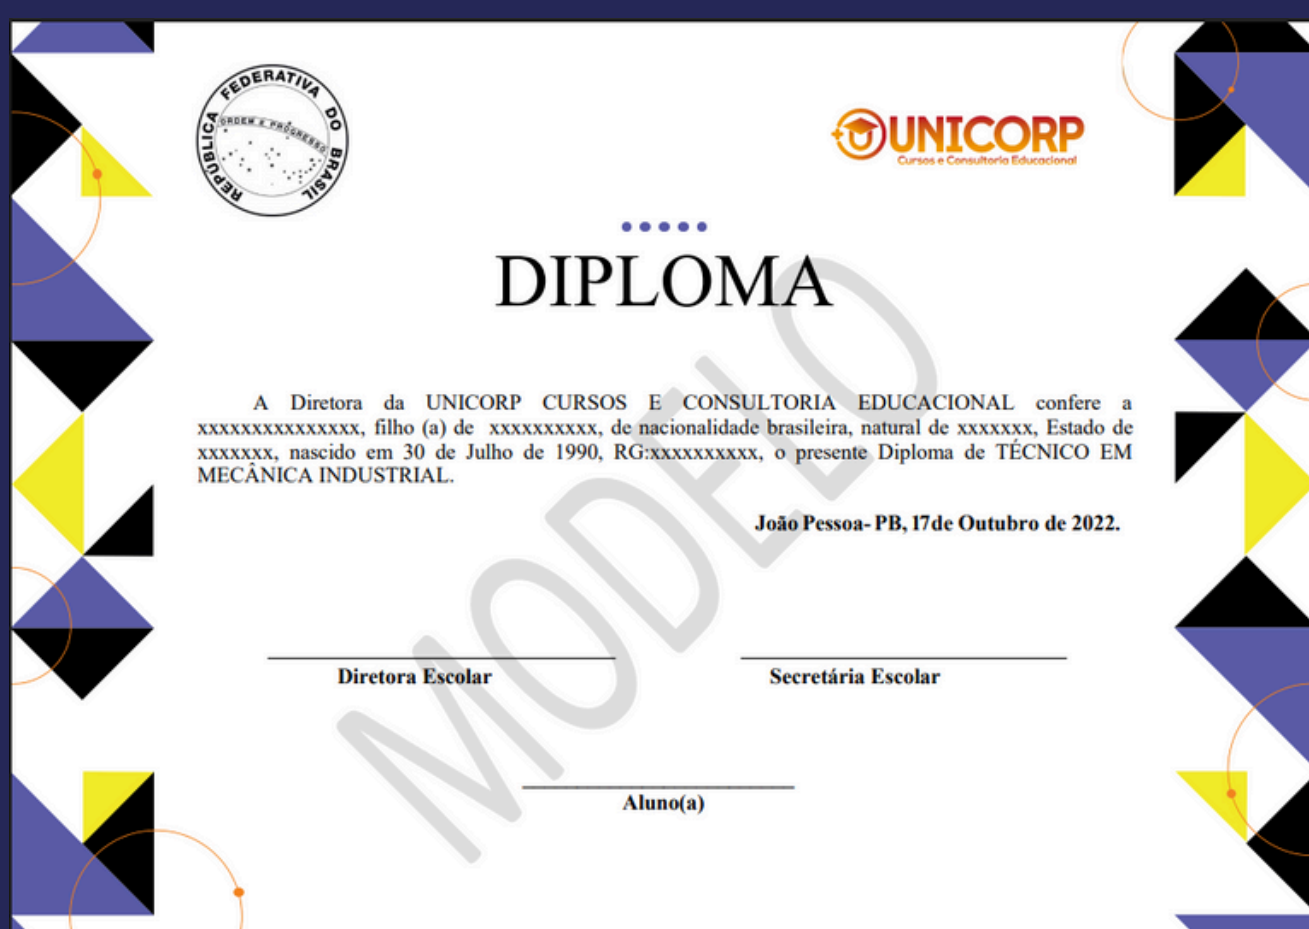 REPÚBLICA FEDERATIVA DO BRASIL
ORDEM E PROGRESSO
UNICORP
Cursos e Consultoria Educacional
DIPLOMA
A Diretora da UNICORP CURSOS E CONSULTORIA EDUCACIONAL confere a
xxxxxxxxxxxxxxx, filho (a) de xxxxxxxxxx, de nacionalidade brasileira, natural de xxxxxxx, Estado de
xxxxxxx, nascido em 30 de Julho de 1990, RG:xxxxxxxxxx, o presente Diploma de TÉCNICO EM
MECÂNICA INDUSTRIAL.
João Pessoa- PB, 17de Outubro de 2022.
MODELO
Diretora Escolar
Secretária Escolar
Aluno(a)